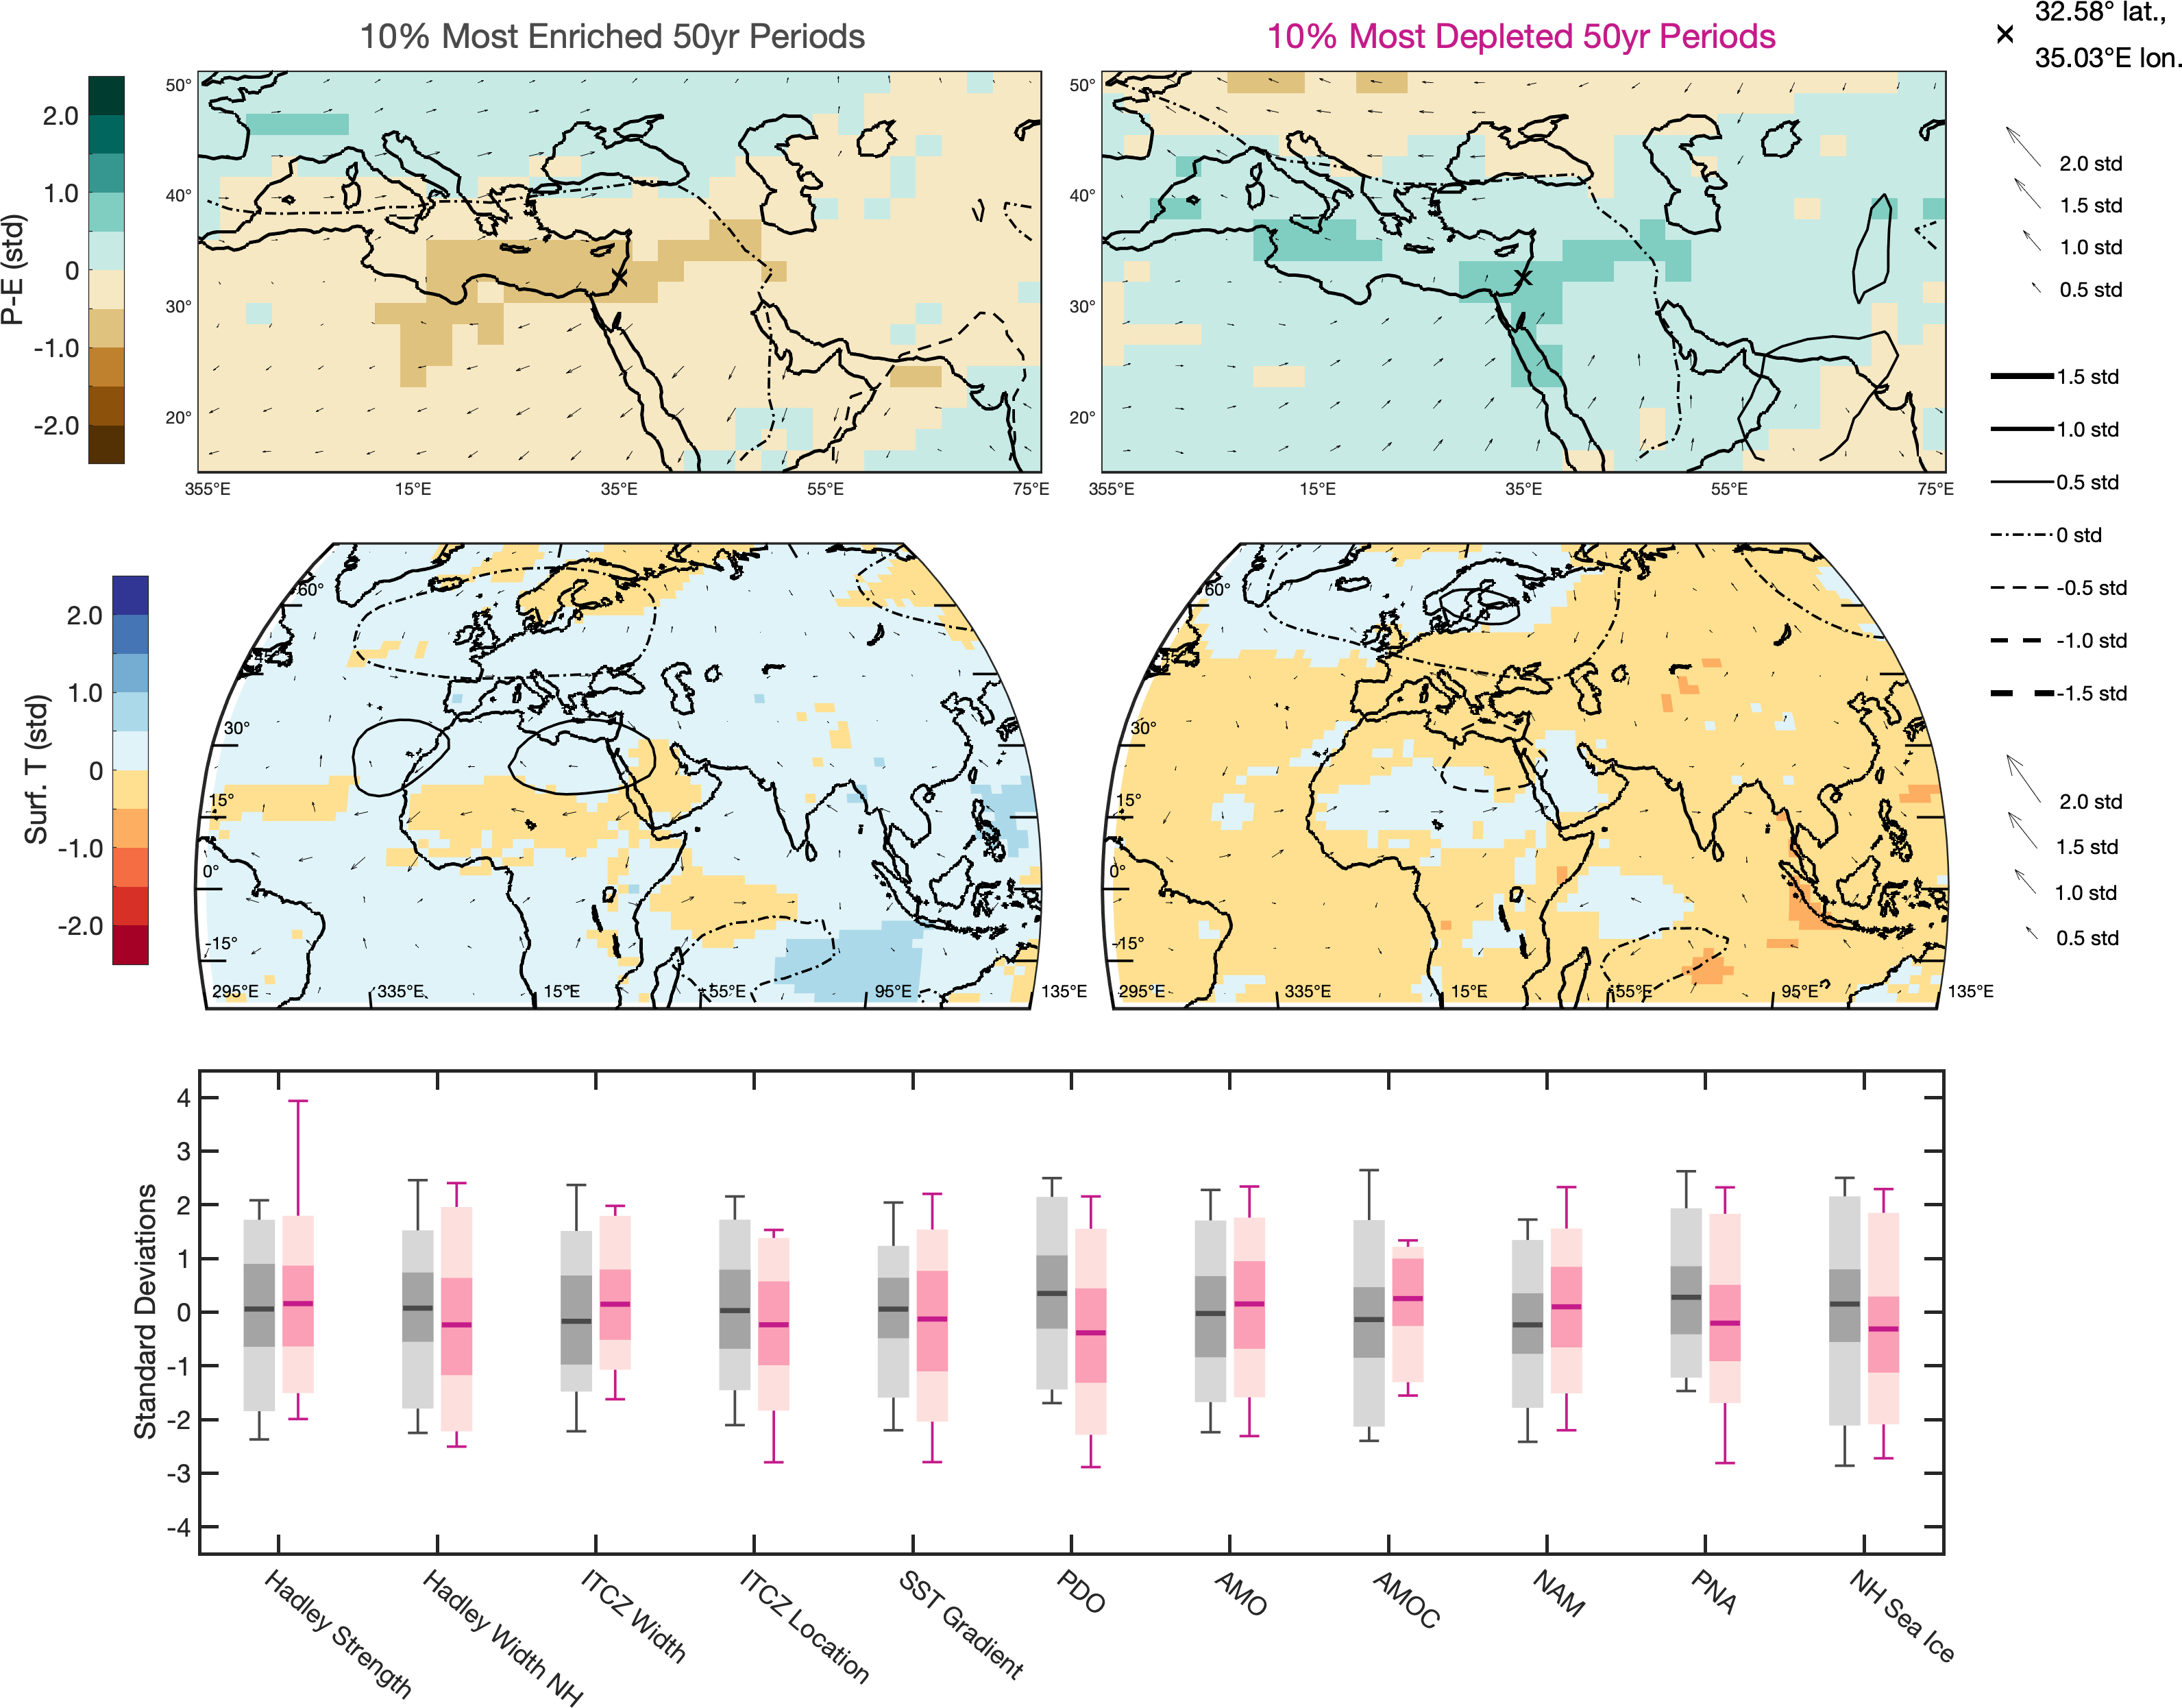 10% Most Enriched 50yr Periods
10% Most Depleted 50yr Periods
32.58° lat.,
35.03°E lon.
P-E (std)
2.0
1.0
0
-1.0
-2.0
50°
40°
30°
20°
355°E 15°E 35°E 55°E 75°E
50°
40°
30°
20°
355°E 15°E 35°E 55°E 75°E
2.0 std
1.5 std
1.0 std
0.5 std
1.5 std
1.0 std
0.5 std
0 std
-0.5 std
-1.0 std
-1.5 std
2.0 std
1.5 std
1.0 std
0.5 std
Surf. T (std)
2.0
1.0
0
-1.0
-2.0
60°
45°
30°
15°
0°
-15°
295°E 335°E 15°E 55°E 95°E 135°E
60°
45°
30°
15°
0°
-15°
295°E 335°E 15°E 55°E 95°E 135°E
Standard Deviations
4
3
2
1
0
-1
-2
-3
-4
Hadley Strength
Hadley Width NH
ITCZ Width
ITCZ Location
SST Gradient
PDO
AMO
AMOC
NAM
PNA
NH Sea Ice